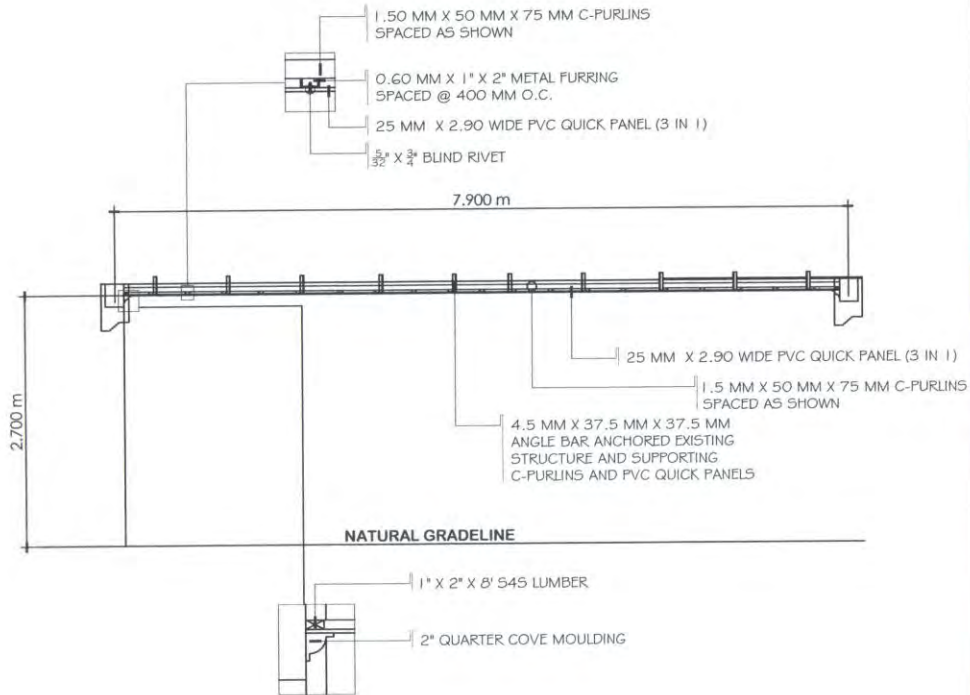 1.50 MM X 50 MM X 75 MM C-PURLINS
SPACED AS SHOWN
0.60 MM X 1" X 2" METAL FURRING
SPACED @ 400 MM O.C.
25 MM X 2.90 WIDE PVC QUICK PANEL (3 IN 1)
5/32" X 3/4" BLIND RIVET
7.900 m
25 MM X 2.90 WIDE PVC QUICK PANEL (3 IN 1)
1.5 MM X 50 MM X 75 MM C-PURLINS
SPACED AS SHOWN
4.5 MM X 37.5 MM X 37.5 MM
ANGLE BAR ANCHORED EXISTING
STRUCTURE AND SUPPORTING
C-PURLINS AND PVC QUICK PANELS
2.700 m
NATURAL GRADELINE
1" X 2" X 8' S4S LUMBER
2" QUARTER COVE MOULDING